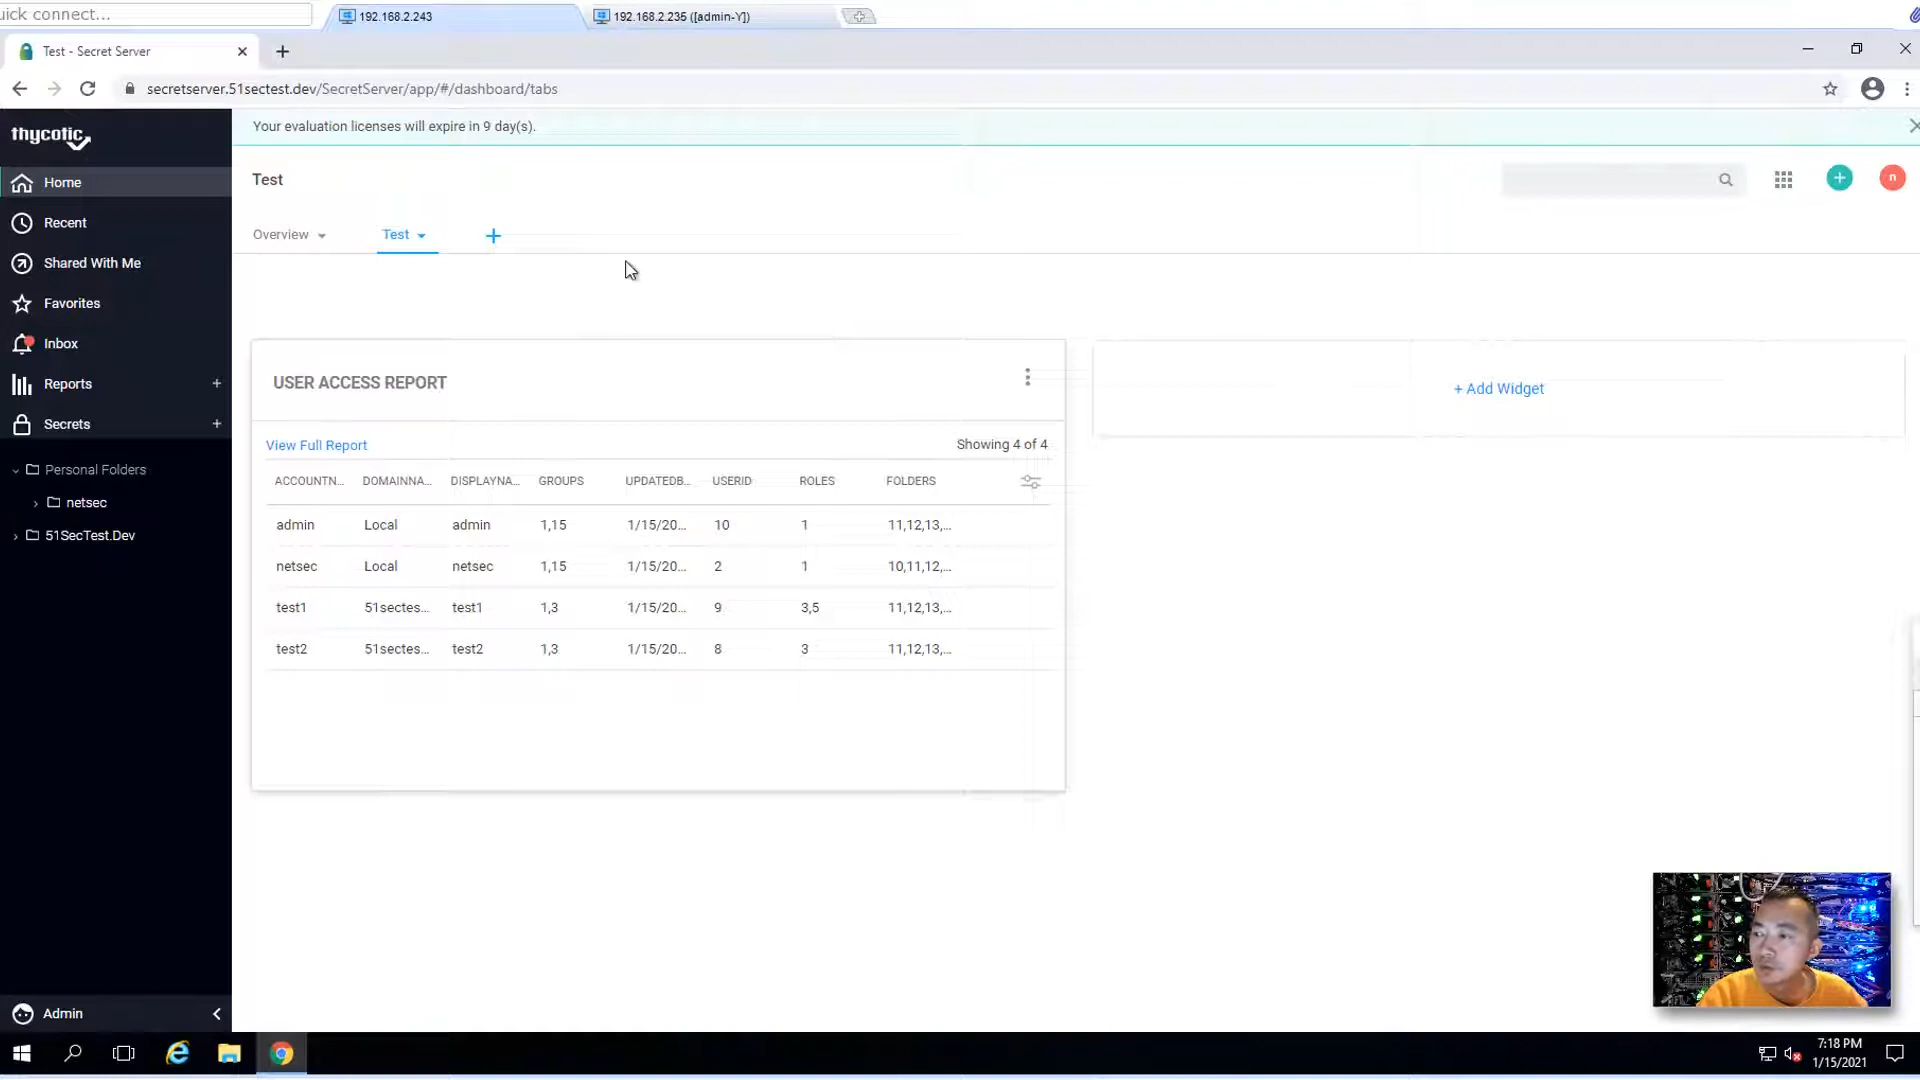 uick connect...
192.168.2.243
192.168.2.235 ([admin-Y])
Test - Secret Server
secretserver.51sectest.dev/SecretServer/app/#/dashboard/tabs
thycotic
Your evaluation licenses will expire in 9 day(s).
Home
Test
n
Recent
Overview
Test
Shared With Me
Favorites
Inbox
Reports
Secrets
Personal Folders
netsec
51SecTest.Dev
USER ACCESS REPORT
+ Add Widget
View Full Report
Showing 4 of 4
ACCOUNTN... DOMAINNA... DISPLAYNA... GROUPS UPDATEDB... USERID ROLES FOLDERS
admin Local admin 1,15 1/15/20... 10 1 11,12,13,...
netsec Local netsec 1,15 1/15/20... 2 1 10,11,12,...
test1 51sectes... test1 1,3 1/15/20... 9 3,5 11,12,13,...
test2 51sectes... test2 1,3 1/15/20... 8 3 11,12,13,...
Admin
7:18 PM
1/15/2021